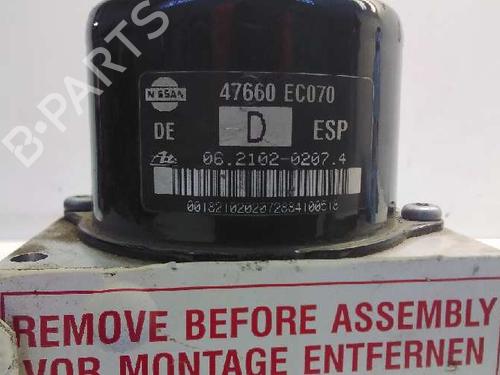 B-PARTS
NISSAN 47660 EC070
DE D ESP
06.2102-0207.4
REMOVE BEFORE ASSEMBLY
VOR MONTAGE ENTFERNEN